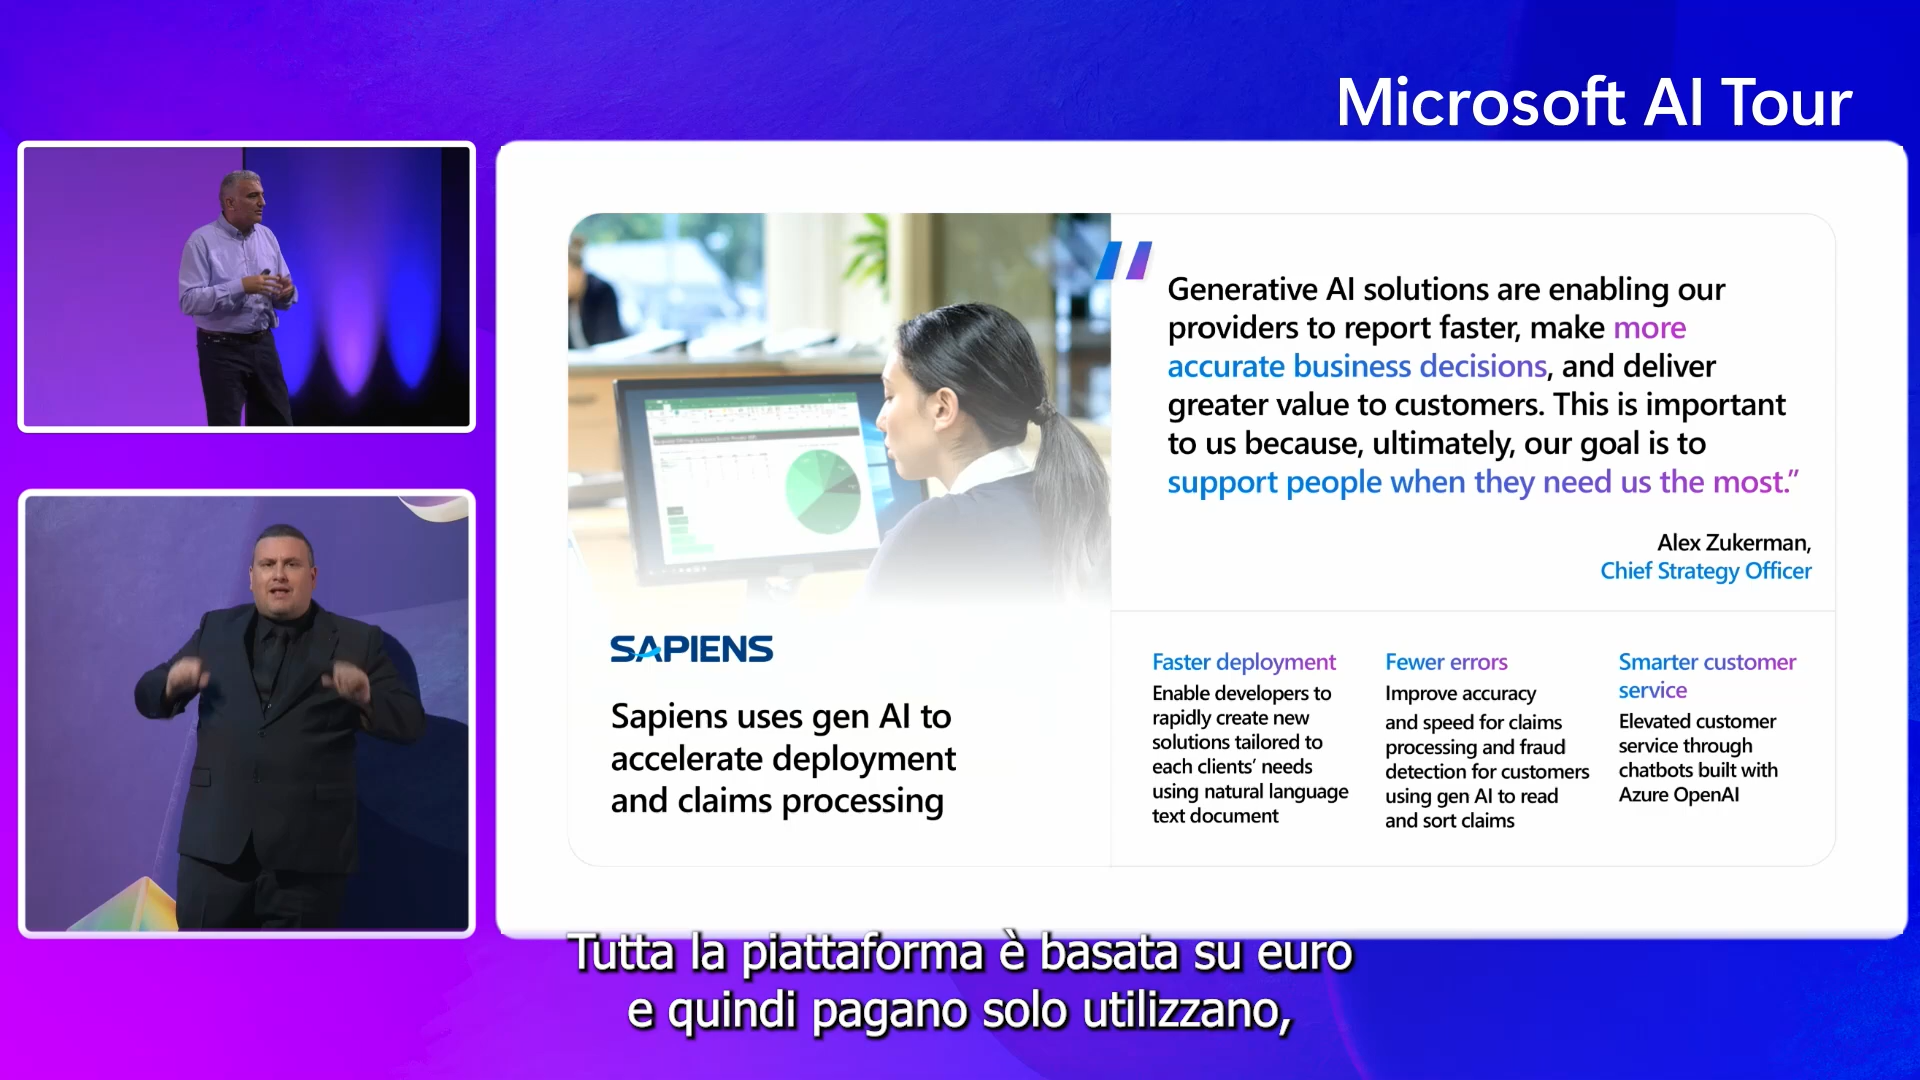 Microsoft AI Tour
Generative AI solutions are enabling our
providers to report faster, make more
accurate business decisions, and deliver
greater value to customers. This is important
to us because, ultimately, our goal is to
support people when they need us the most.”
Alex Zukerman,
Chief Strategy Officer
SAPIENS
Sapiens uses gen AI to
accelerate deployment
and claims processing
Faster deployment
Enable developers to
rapidly create new
solutions tailored to
each clients’ needs
using natural language
text document
Fewer errors
Improve accuracy
and speed for claims
processing and fraud
detection for customers
using gen AI to read
and sort claims
Smarter customer
service
Elevated customer
service through
chatbots built with
Azure OpenAI
Tutta la piattaforma è basata su euro
e quindi pagano solo utilizzano,